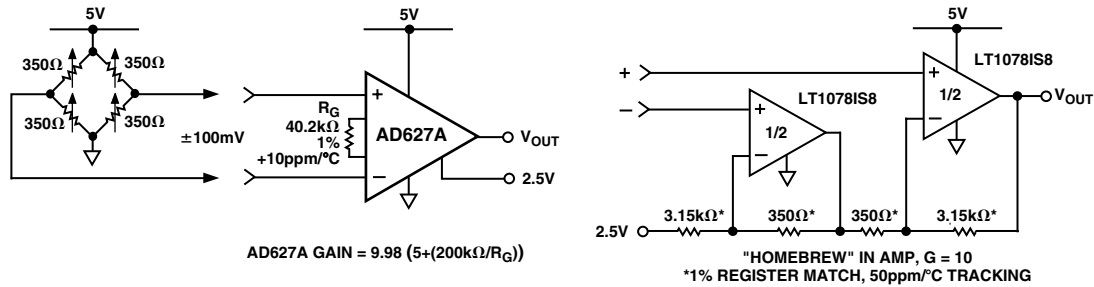 5V
350Ω
350Ω
350Ω
350Ω
±100mV
5V
+
RG
40.2kΩ
1%
+10ppm/°C
–
AD627A
VOUT
2.5V
AD627A GAIN = 9.98 (5+(200kΩ/RG))
5V
LT1078IS8
+
–
+
–
1/2
LT1078IS8
+
–
1/2
VOUT
2.5V
3.15kΩ*
350Ω*
350Ω*
3.15kΩ*
"HOMEBREW" IN AMP, G = 10
*1% REGISTER MATCH, 50ppm/°C TRACKING